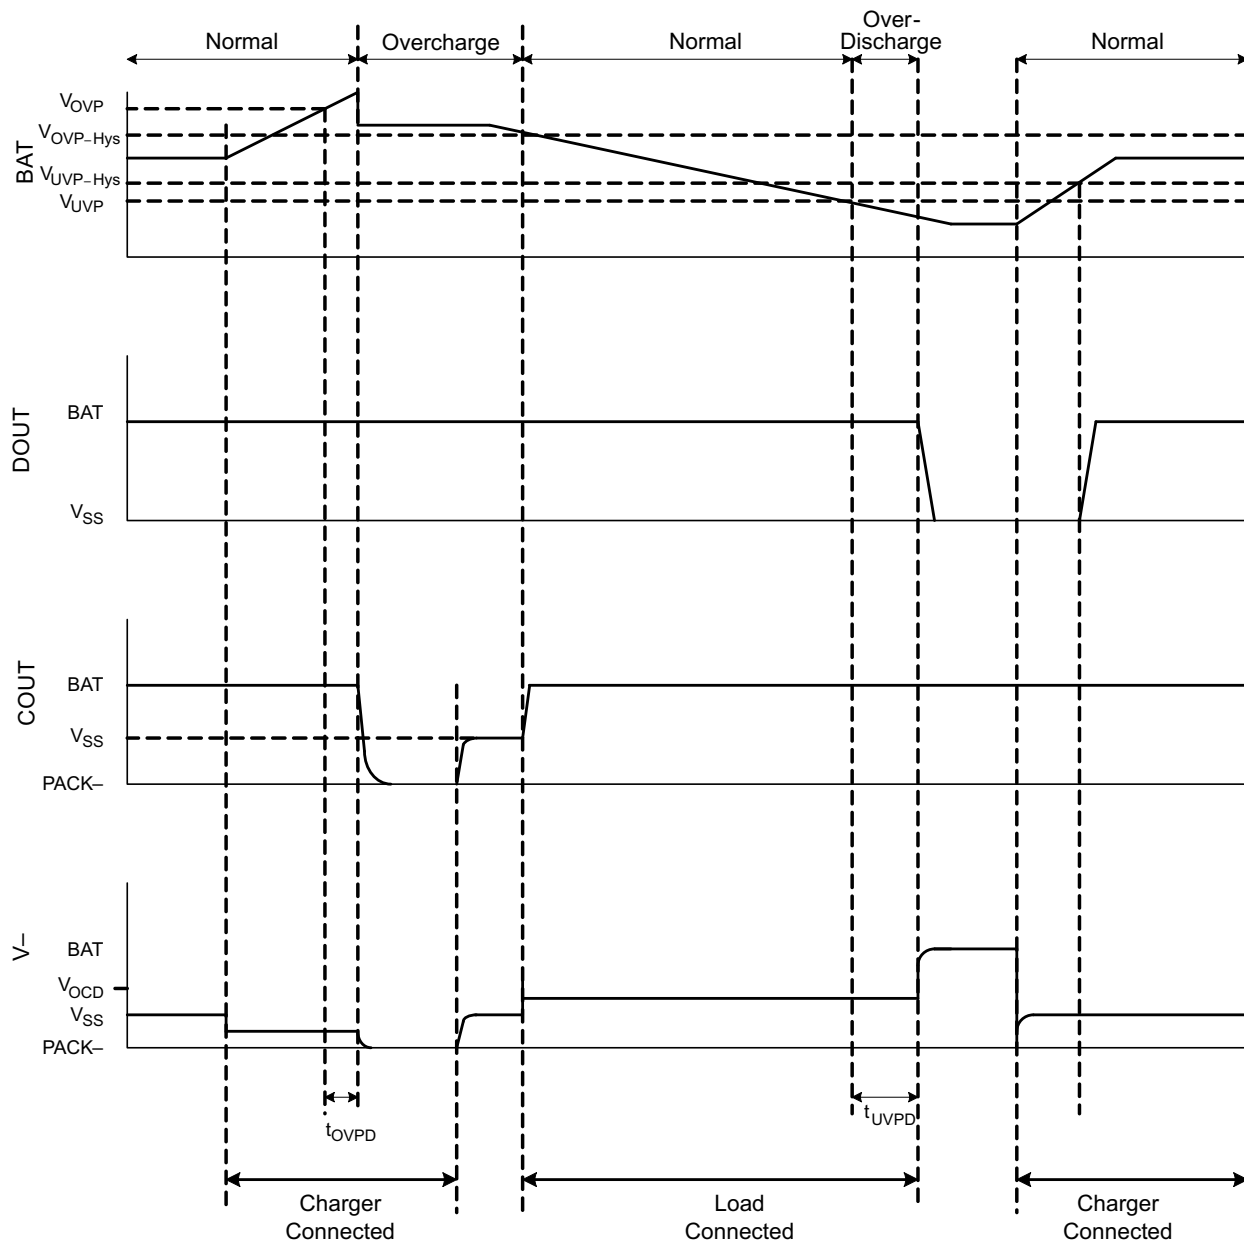 Normal
Overcharge
Normal
Over-
Discharge
Normal
BAT
VOVP
VOVP–Hys
VUVP–Hys
VUVP
DOUT
BAT
VSS
COUT
BAT
VSS
PACK–
V–
BAT
VOCD
VSS
PACK–
tOVPD
tUVPD
Charger
Connected
Load
Connected
Charger
Connected